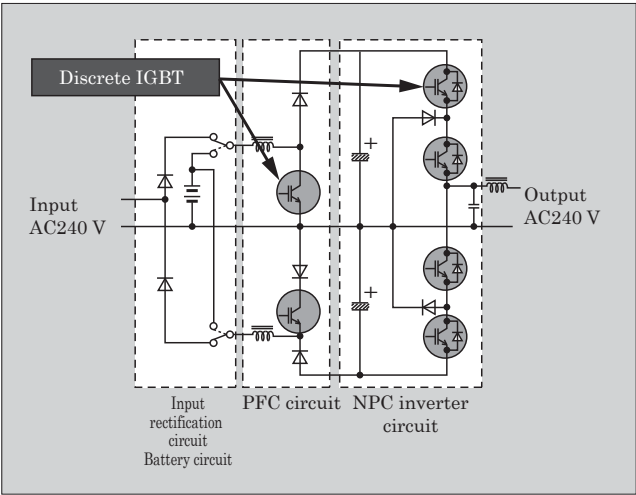 Discrete IGBT
+
Input
AC240 V
Output
AC240 V
+
Input
rectification
circuit
Battery circuit
PFC circuit
NPC inverter
circuit